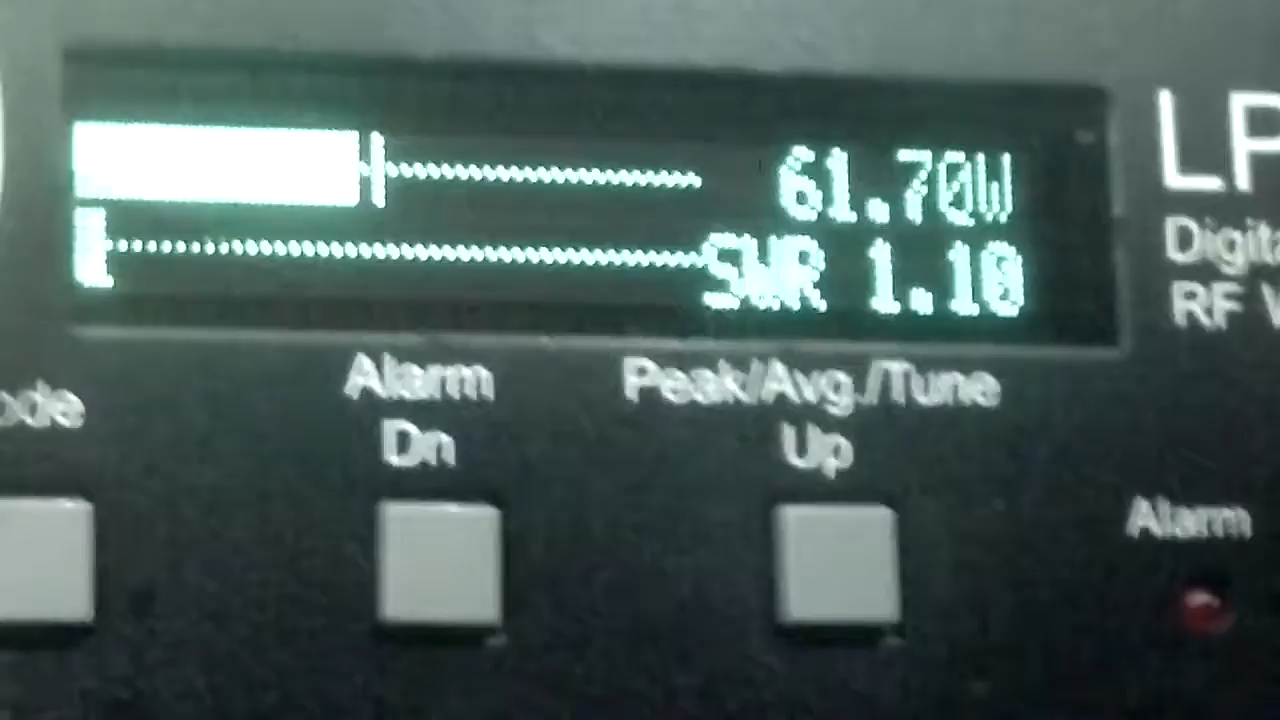 61.70W
SWR 1.10
LP
Digita
RF
ode
Alarm
Dn
Peak/Avg./Tune
Up
Alarm